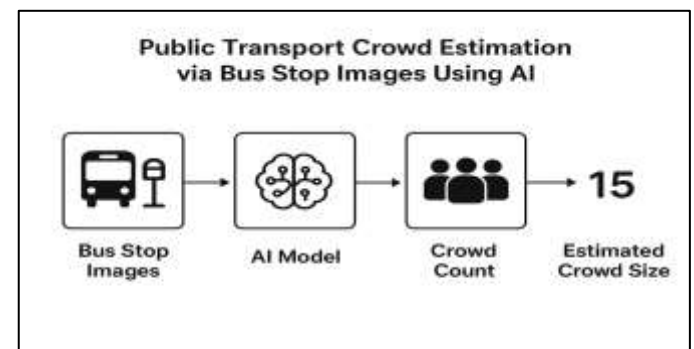 Public Transport Crowd Estimation
via Bus Stop Images Using AI
15
Bus Stop
Images
AI Model
Crowd
Count
Estimated
Crowd Size